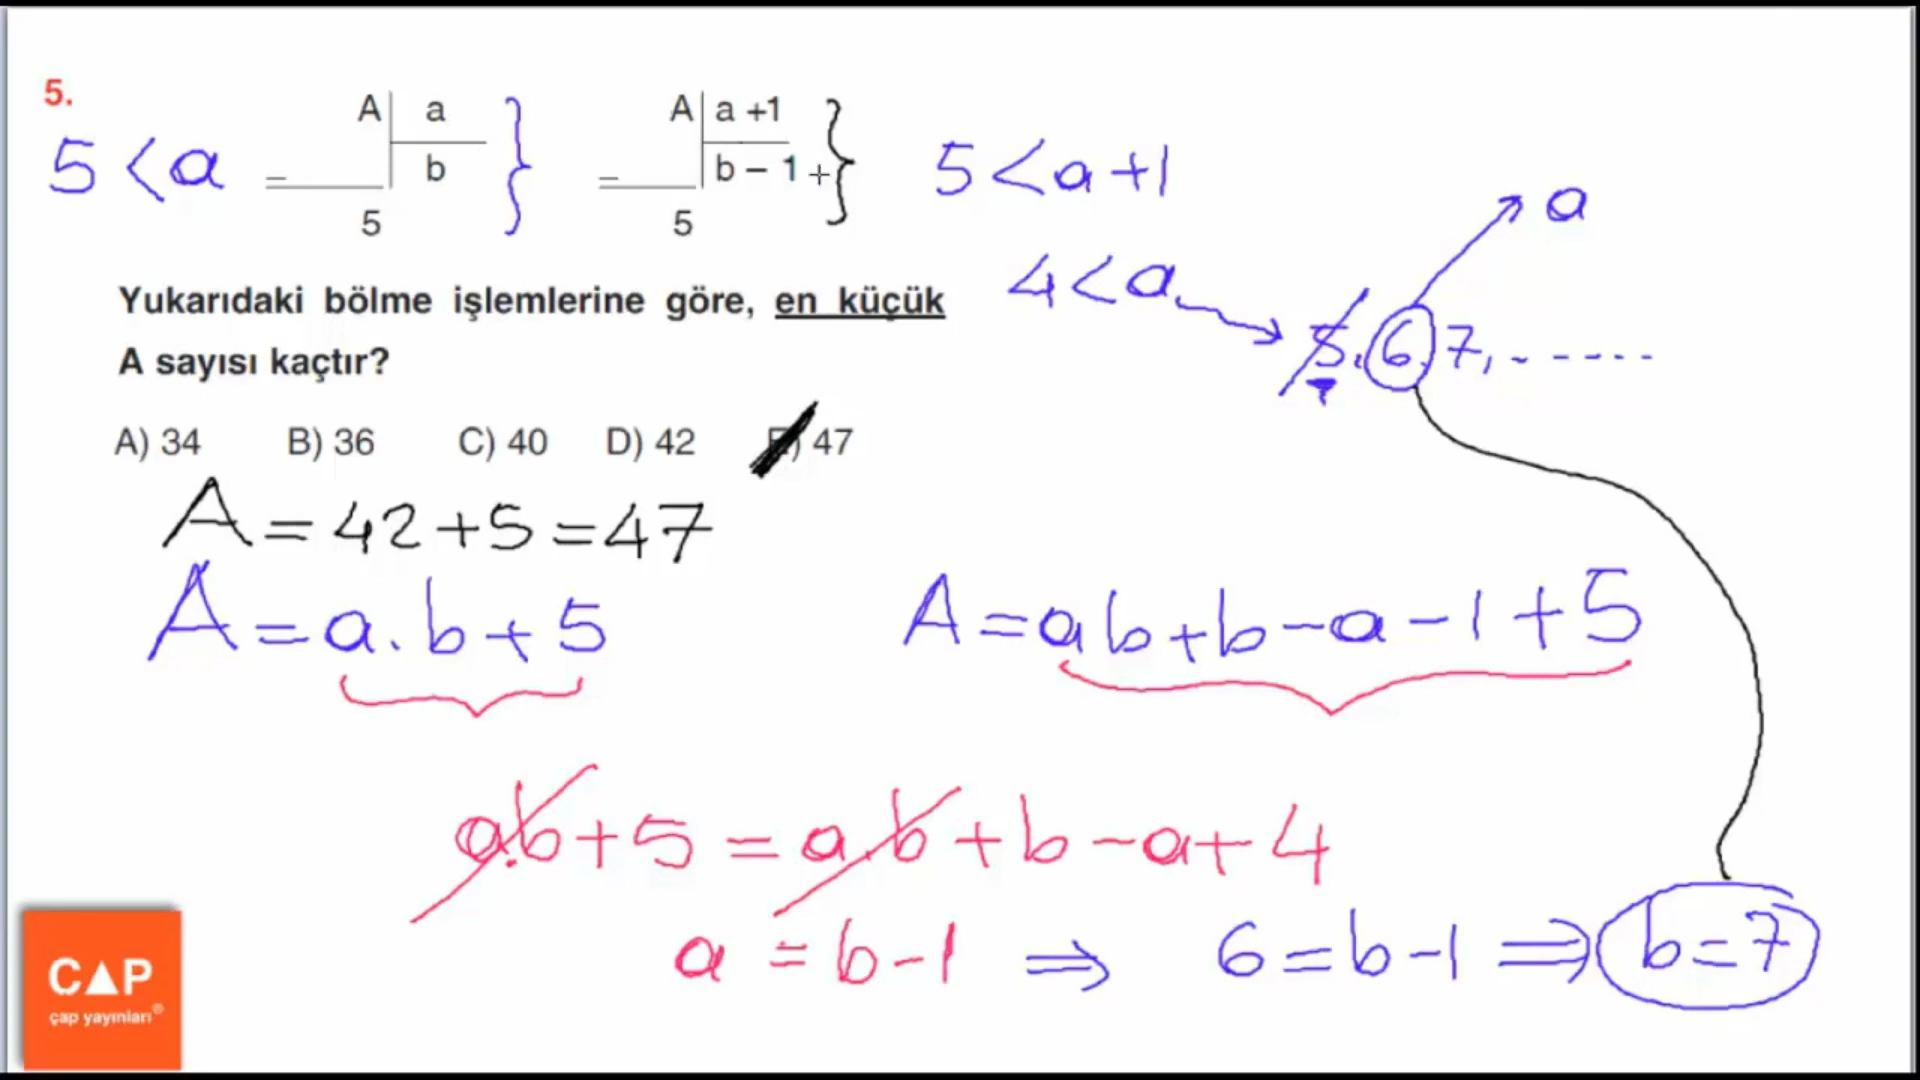 5.
5 < a
A a
b
5
A a +1
b – 1
5
5 < a + 1
4 < a
a
5, 6, 7, ------
Yukarıdaki bölme işlemlerine göre, en küçük
A sayısı kaçtır?
A) 34 B) 36 C) 40 D) 42 E) 47
A = 42 + 5 = 47
A = a . b + 5
A = ab + b - a - 1 + 5
a.b + 5 = a.b + b - a + 4
a = b - 1 ⇒ 6 = b - 1 ⇒ b = 7
ÇAP
çap yayınları®